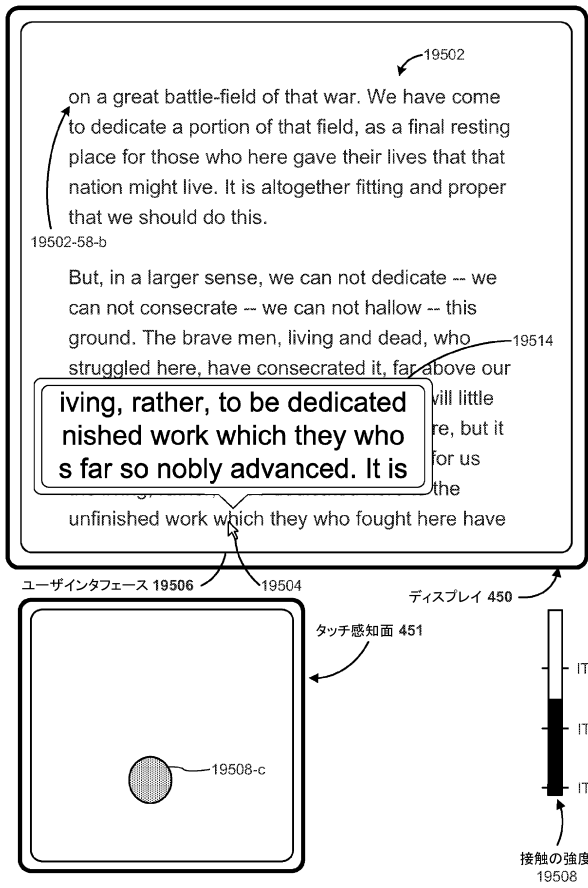 19502
on a great battle-field of that war. We have come
to dedicate a portion of that field, as a final resting
place for those who here gave their lives that that
nation might live. It is altogether fitting and proper
that we should do this.
19502-58-b
But, in a larger sense, we can not dedicate -- we
can not consecrate -- we can not hallow -- this
ground. The brave men, living and dead, who
19514
struggled here, have consecrated it, far above our
iving, rather, to be dedicated
nished work which they who
s far so nobly advanced. It is
will little
re, but it
for us
the
unfinished work which they who fought here have
ユーザインタフェース 19506
19504
ディスプレイ 450
タッチ感知面 451
19508-c
IT
IT
IT
接触の強度
19508